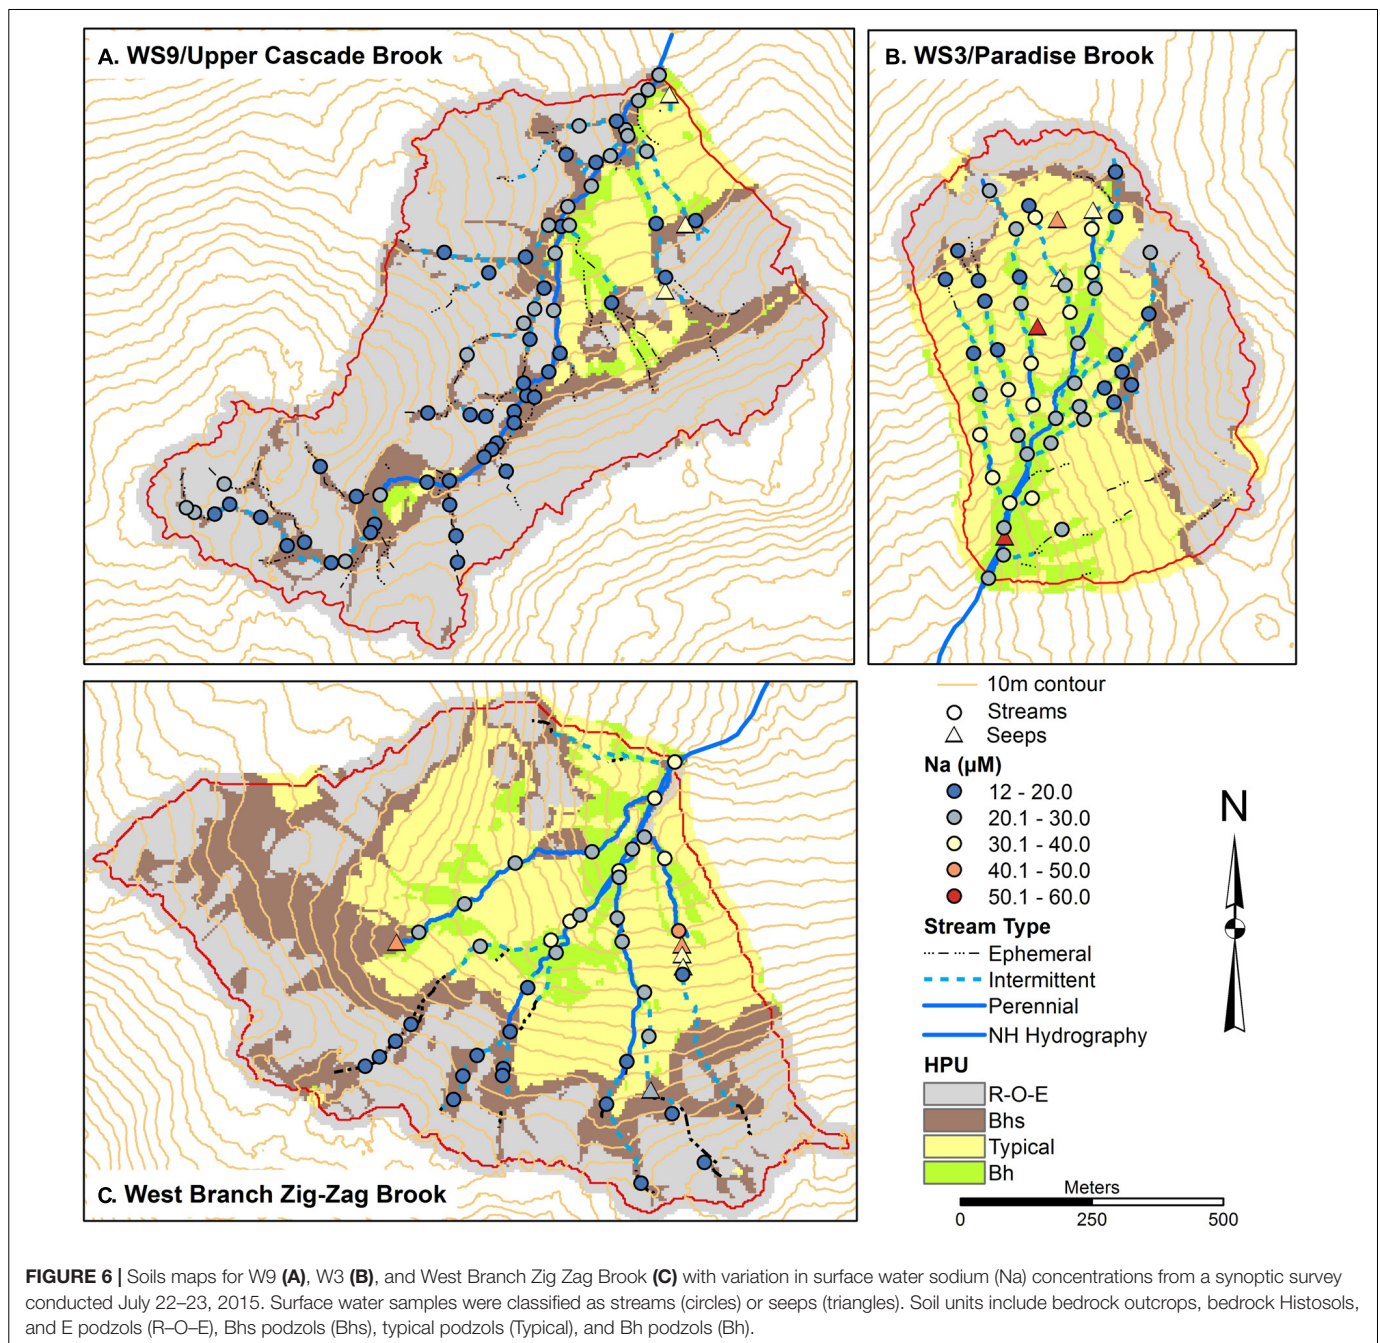 A. WS9/Upper Cascade Brook
B. WS3/Paradise Brook
C. West Branch Zig-Zag Brook
10m contour
Streams
Seeps
Na (µM)
12 - 20.0
20.1 - 30.0
30.1 - 40.0
40.1 - 50.0
50.1 - 60.0
Stream Type
Ephemeral
Intermittent
Perennial
NH Hydrography
HPU
R-O-E
Bhs
Typical
Bh
N
Meters
0 250 500
FIGURE 6 | Soils maps for W9 (A), W3 (B), and West Branch Zig Zag Brook (C) with variation in surface water sodium (Na) concentrations from a synoptic survey
conducted July 22–23, 2015. Surface water samples were classified as streams (circles) or seeps (triangles). Soil units include bedrock outcrops, bedrock Histosols,
and E podzols (R–O–E), Bhs podzols (Bhs), typical podzols (Typical), and Bh podzols (Bh).